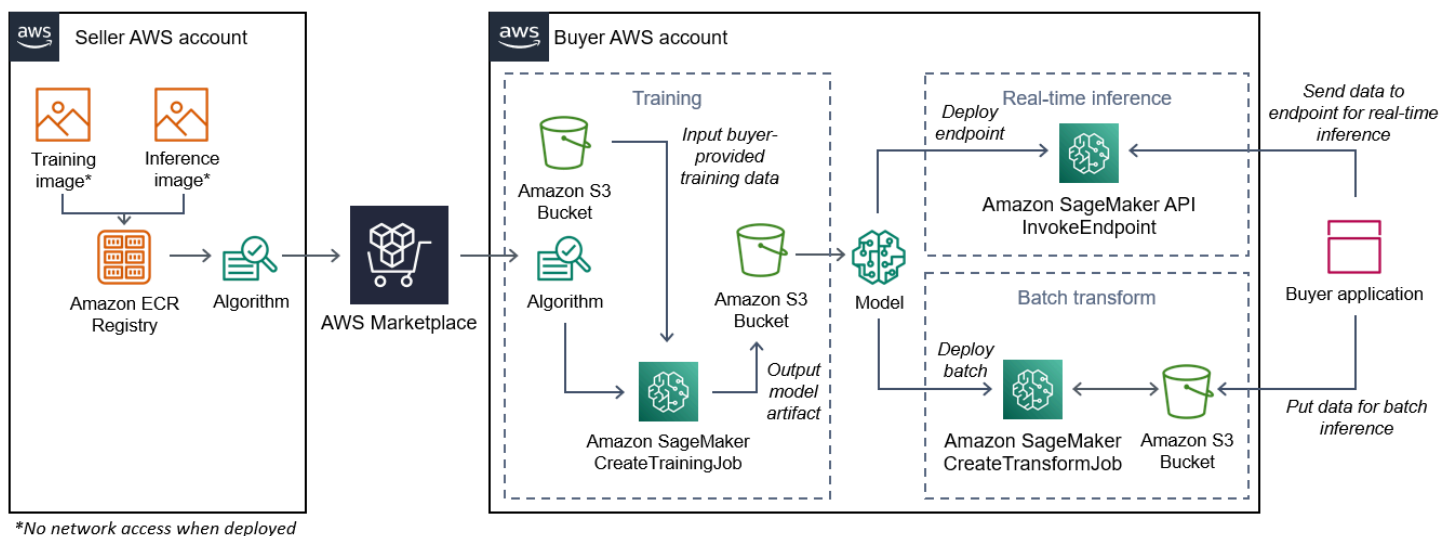 aws
Seller AWS account
Training
image*
Inference
image*
Amazon ECR
Registry
Algorithm
*No network access when deployed
AWS Marketplace
aws
Buyer AWS account
Training
Amazon S3
Bucket
Input buyer-
provided
training data
Algorithm
Amazon S3
Bucket
Output
model
artifact
Amazon SageMaker
CreateTrainingJob
Model
Real-time inference
Deploy
endpoint
Amazon SageMaker API
InvokeEndpoint
Batch transform
Deploy
batch
Amazon SageMaker
CreateTransformJob
Amazon S3
Bucket
Send data to
endpoint for real-time
inference
Buyer application
Put data for batch
inference